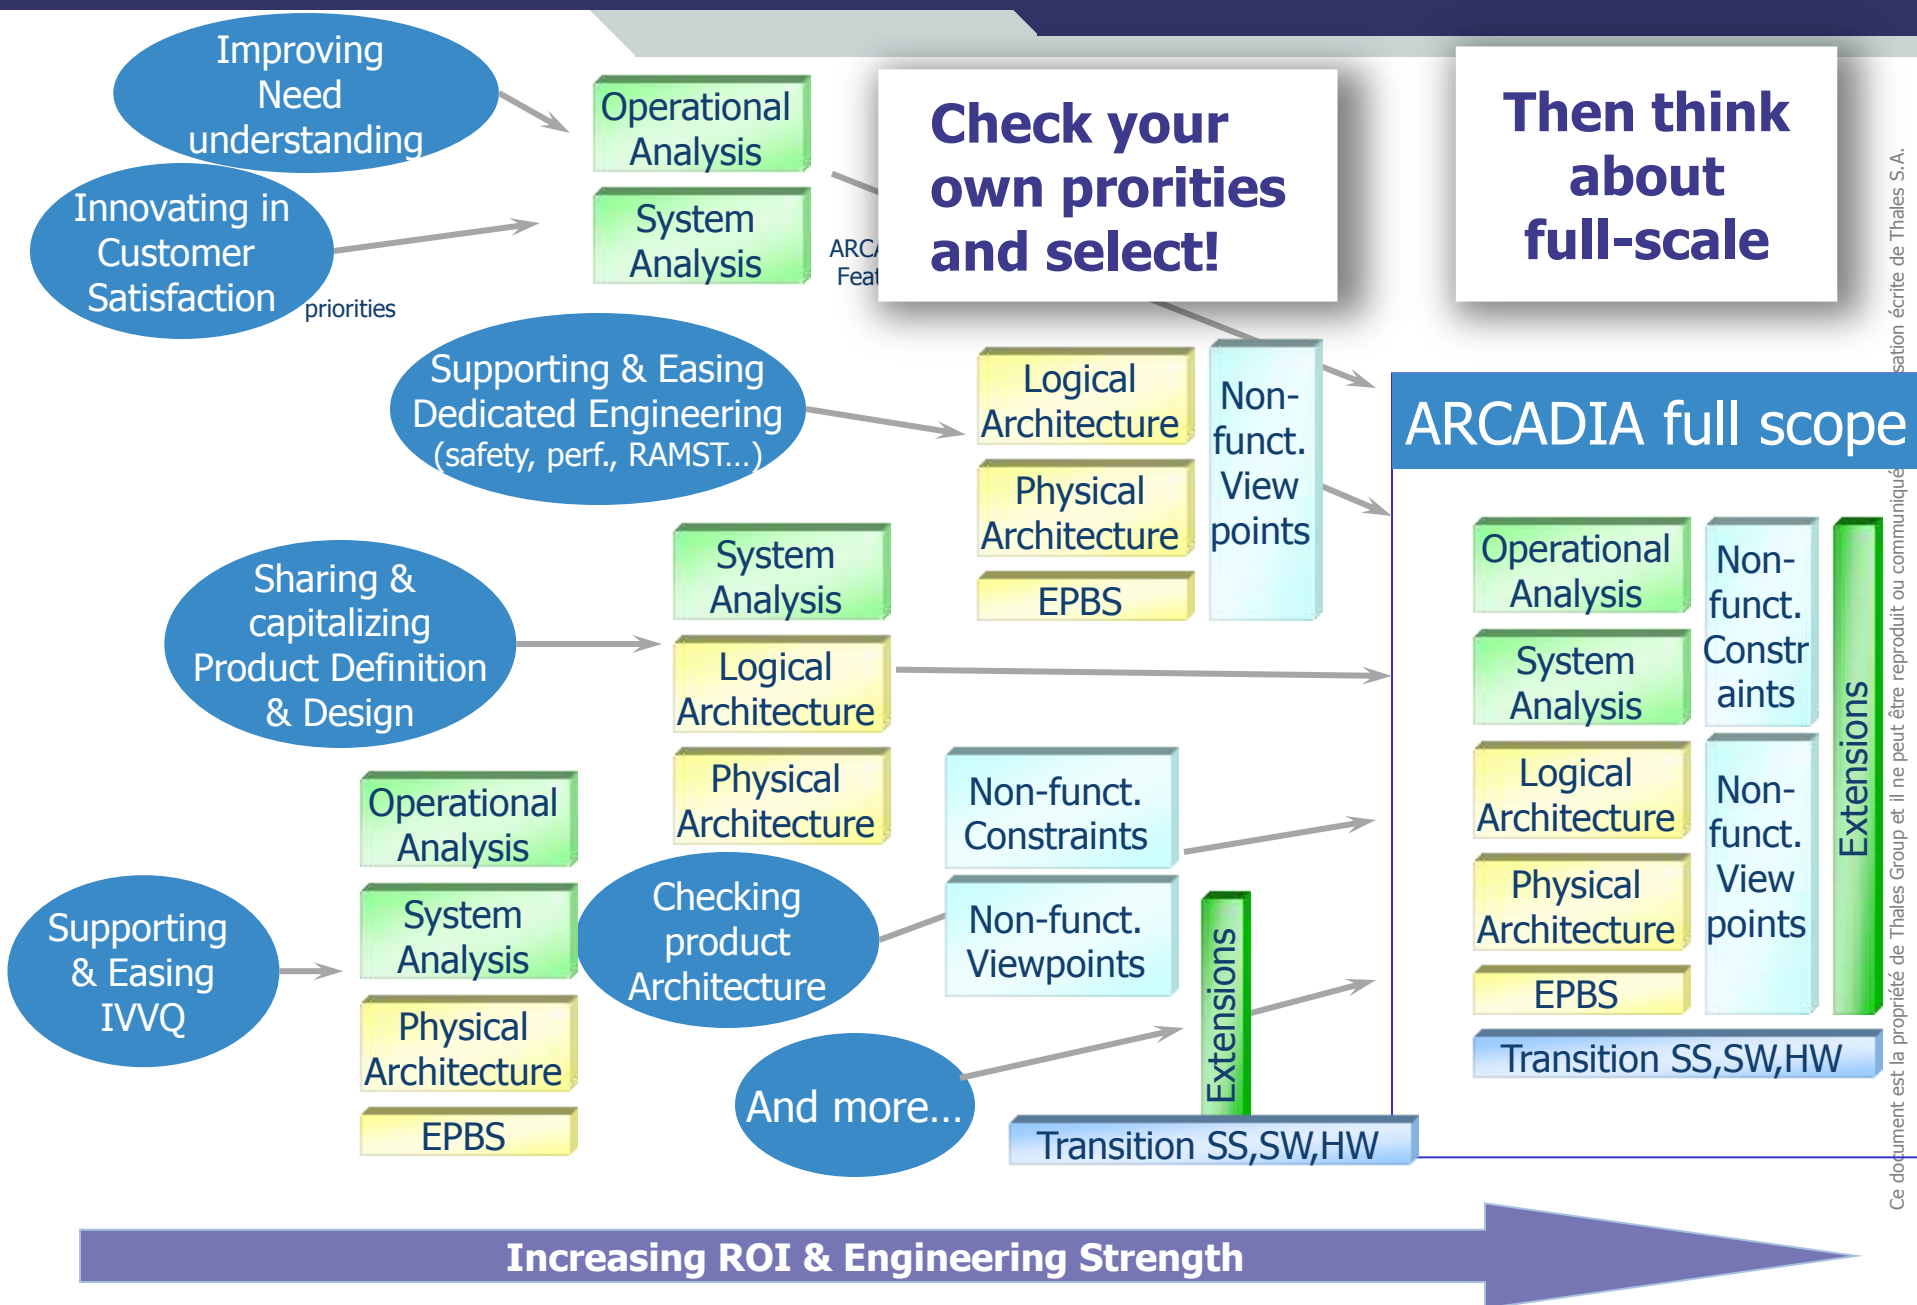 Improving
Need
understanding
Innovating in
Customer
Satisfaction
priorities
Operational
Analysis
System
Analysis
Check your
own prorities
and select!
Then think
about
full-scale
Supporting & Easing
Dedicated Engineering
(safety, perf., RAMST...)
Logical
Architecture
Physical
Architecture
EPBS
Non-
funct.
View
points
ARCADIA full scope
Sharing &
capitalizing
Product Definition
& Design
System
Analysis
Logical
Architecture
Physical
Architecture
Supporting
& Easing
IVVQ
Operational
Analysis
System
Analysis
Physical
Architecture
EPBS
Checking
product
Architecture
Non-funct.
Constraints
Non-funct.
Viewpoints
And more...
Extensions
Transition SS,SW,HW
Operational
Analysis
System
Analysis
Logical
Architecture
Physical
Architecture
EPBS
Non-
funct.
Constr
aints
Non-
funct.
View
points
Extensions
Transition SS,SW,HW
Increasing ROI & Engineering Strength
Ce document est la propriété de Thales Group et il ne peut être reproduit ou communiqué écrite de Thales S.A.